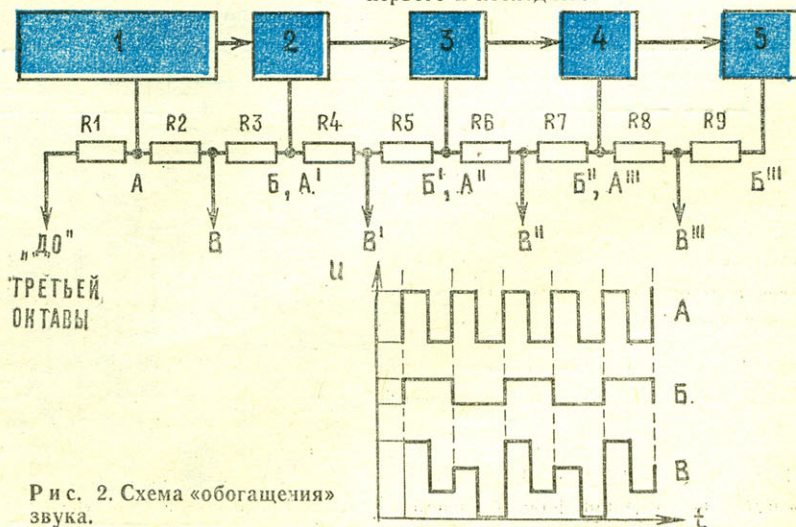 1 2 3 4 5
R1 R2 R3 R4 R5 R6 R7 R8 R9
А Б, А' Б', А" Б", А''' Б'''
„ДО" В В' В" В'''
ТРЕТЬЕЙ
ОКТАВЫ
u
А
Б.
В
t
Рис. 2. Схема «обогащения»
звука.